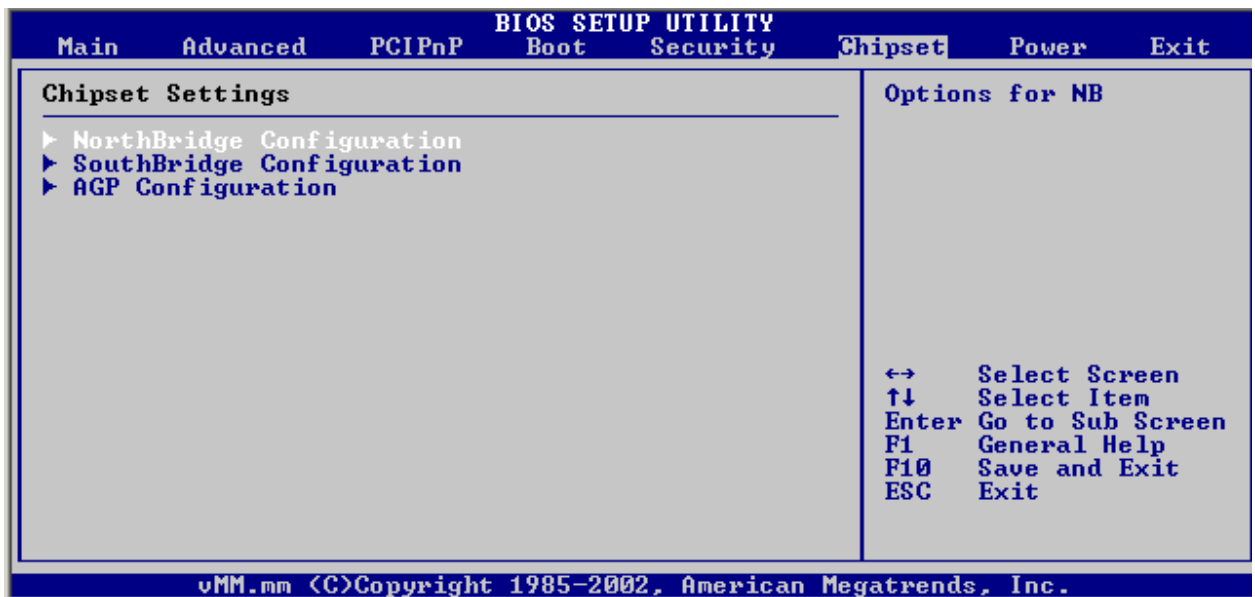 BIOS SETUP UTILITY
Main Advanced PCIPnP Boot Security Chipset Power Exit
Chipset Settings
► NorthBridge Configuration
► SouthBridge Configuration
► AGP Configuration
Options for NB
←→ Select Screen
↑↓ Select Item
Enter Go to Sub Screen
F1 General Help
F10 Save and Exit
ESC Exit
vMM.mm (C)Copyright 1985-2002, American Megatrends, Inc.